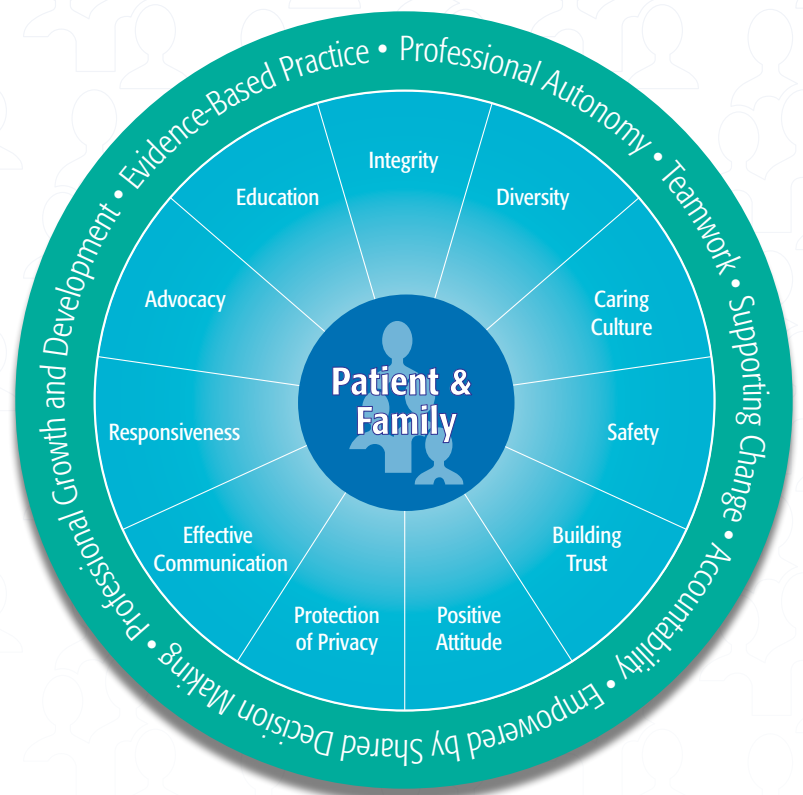 Evidence-Based Practice • Professional Autonomy • Teamwork • Supporting Change • Accountability • Empowered by Shared Decision Making • Professional Growth and Development •
Integrity
Diversity
Caring
Culture
Safety
Building
Trust
Positive
Attitude
Protection
of Privacy
Effective
Communication
Responsiveness
Advocacy
Education
Patient &
Family